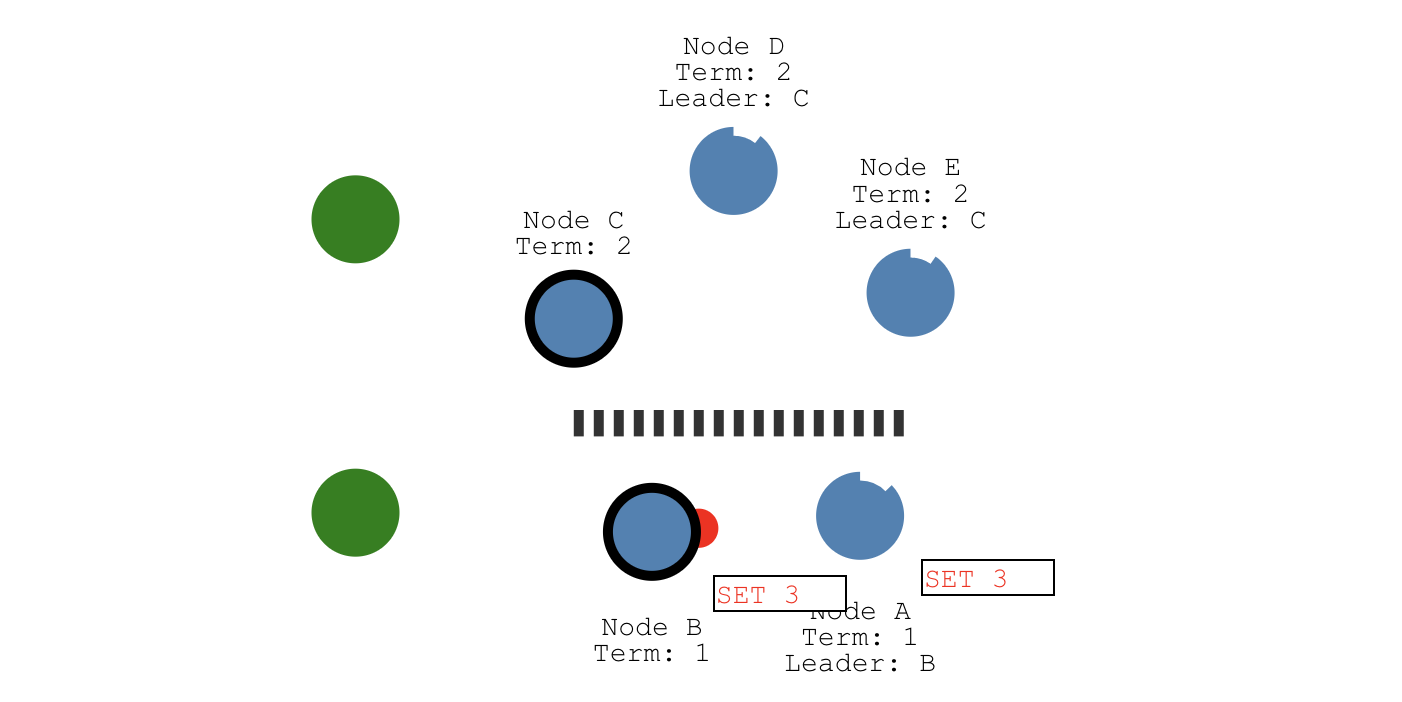 Node D
Term: 2
Leader: C
Node E
Term: 2
Leader: C
Node C
Term: 2
SET 3
SET 3
Node B
Term: 1
Node A
Term: 1
Leader: B